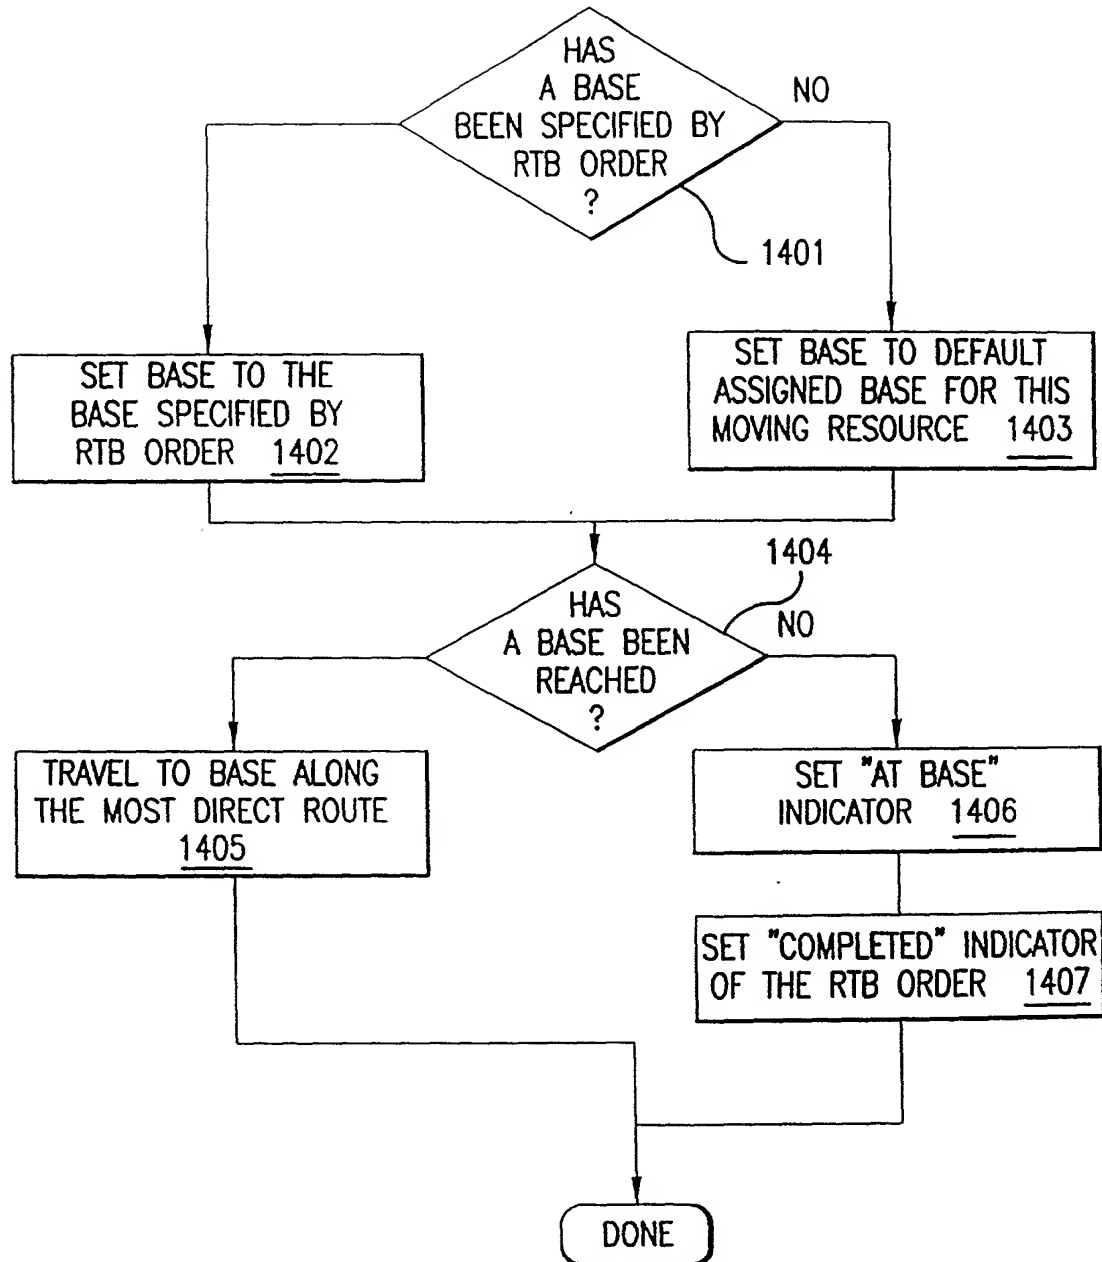 HAS
A BASE
BEEN SPECIFIED BY
RTB ORDER
?
NO
1401
SET BASE TO THE
BASE SPECIFIED BY
RTB ORDER 1402
SET BASE TO DEFAULT
ASSIGNED BASE FOR THIS
MOVING RESOURCE 1403
1404
HAS
A BASE BEEN
REACHED
?
NO
TRAVEL TO BASE ALONG
THE MOST DIRECT ROUTE
1405
SET "AT BASE"
INDICATOR 1406
SET "COMPLETED" INDICATOR
OF THE RTB ORDER 1407
DONE